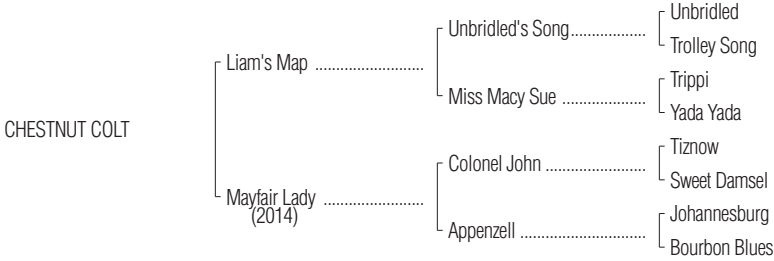 Unbridled
Unbridled's Song..................
Trolley Song
Liam's Map ..........................
Trippi
Miss Macy Sue ....................
Yada Yada
CHESTNUT COLT
Tiznow
Colonel John ........................
Sweet Damsel
Mayfair Lady ........................
(2014)
Johannesburg
Appenzell ..............................
Bourbon Blues